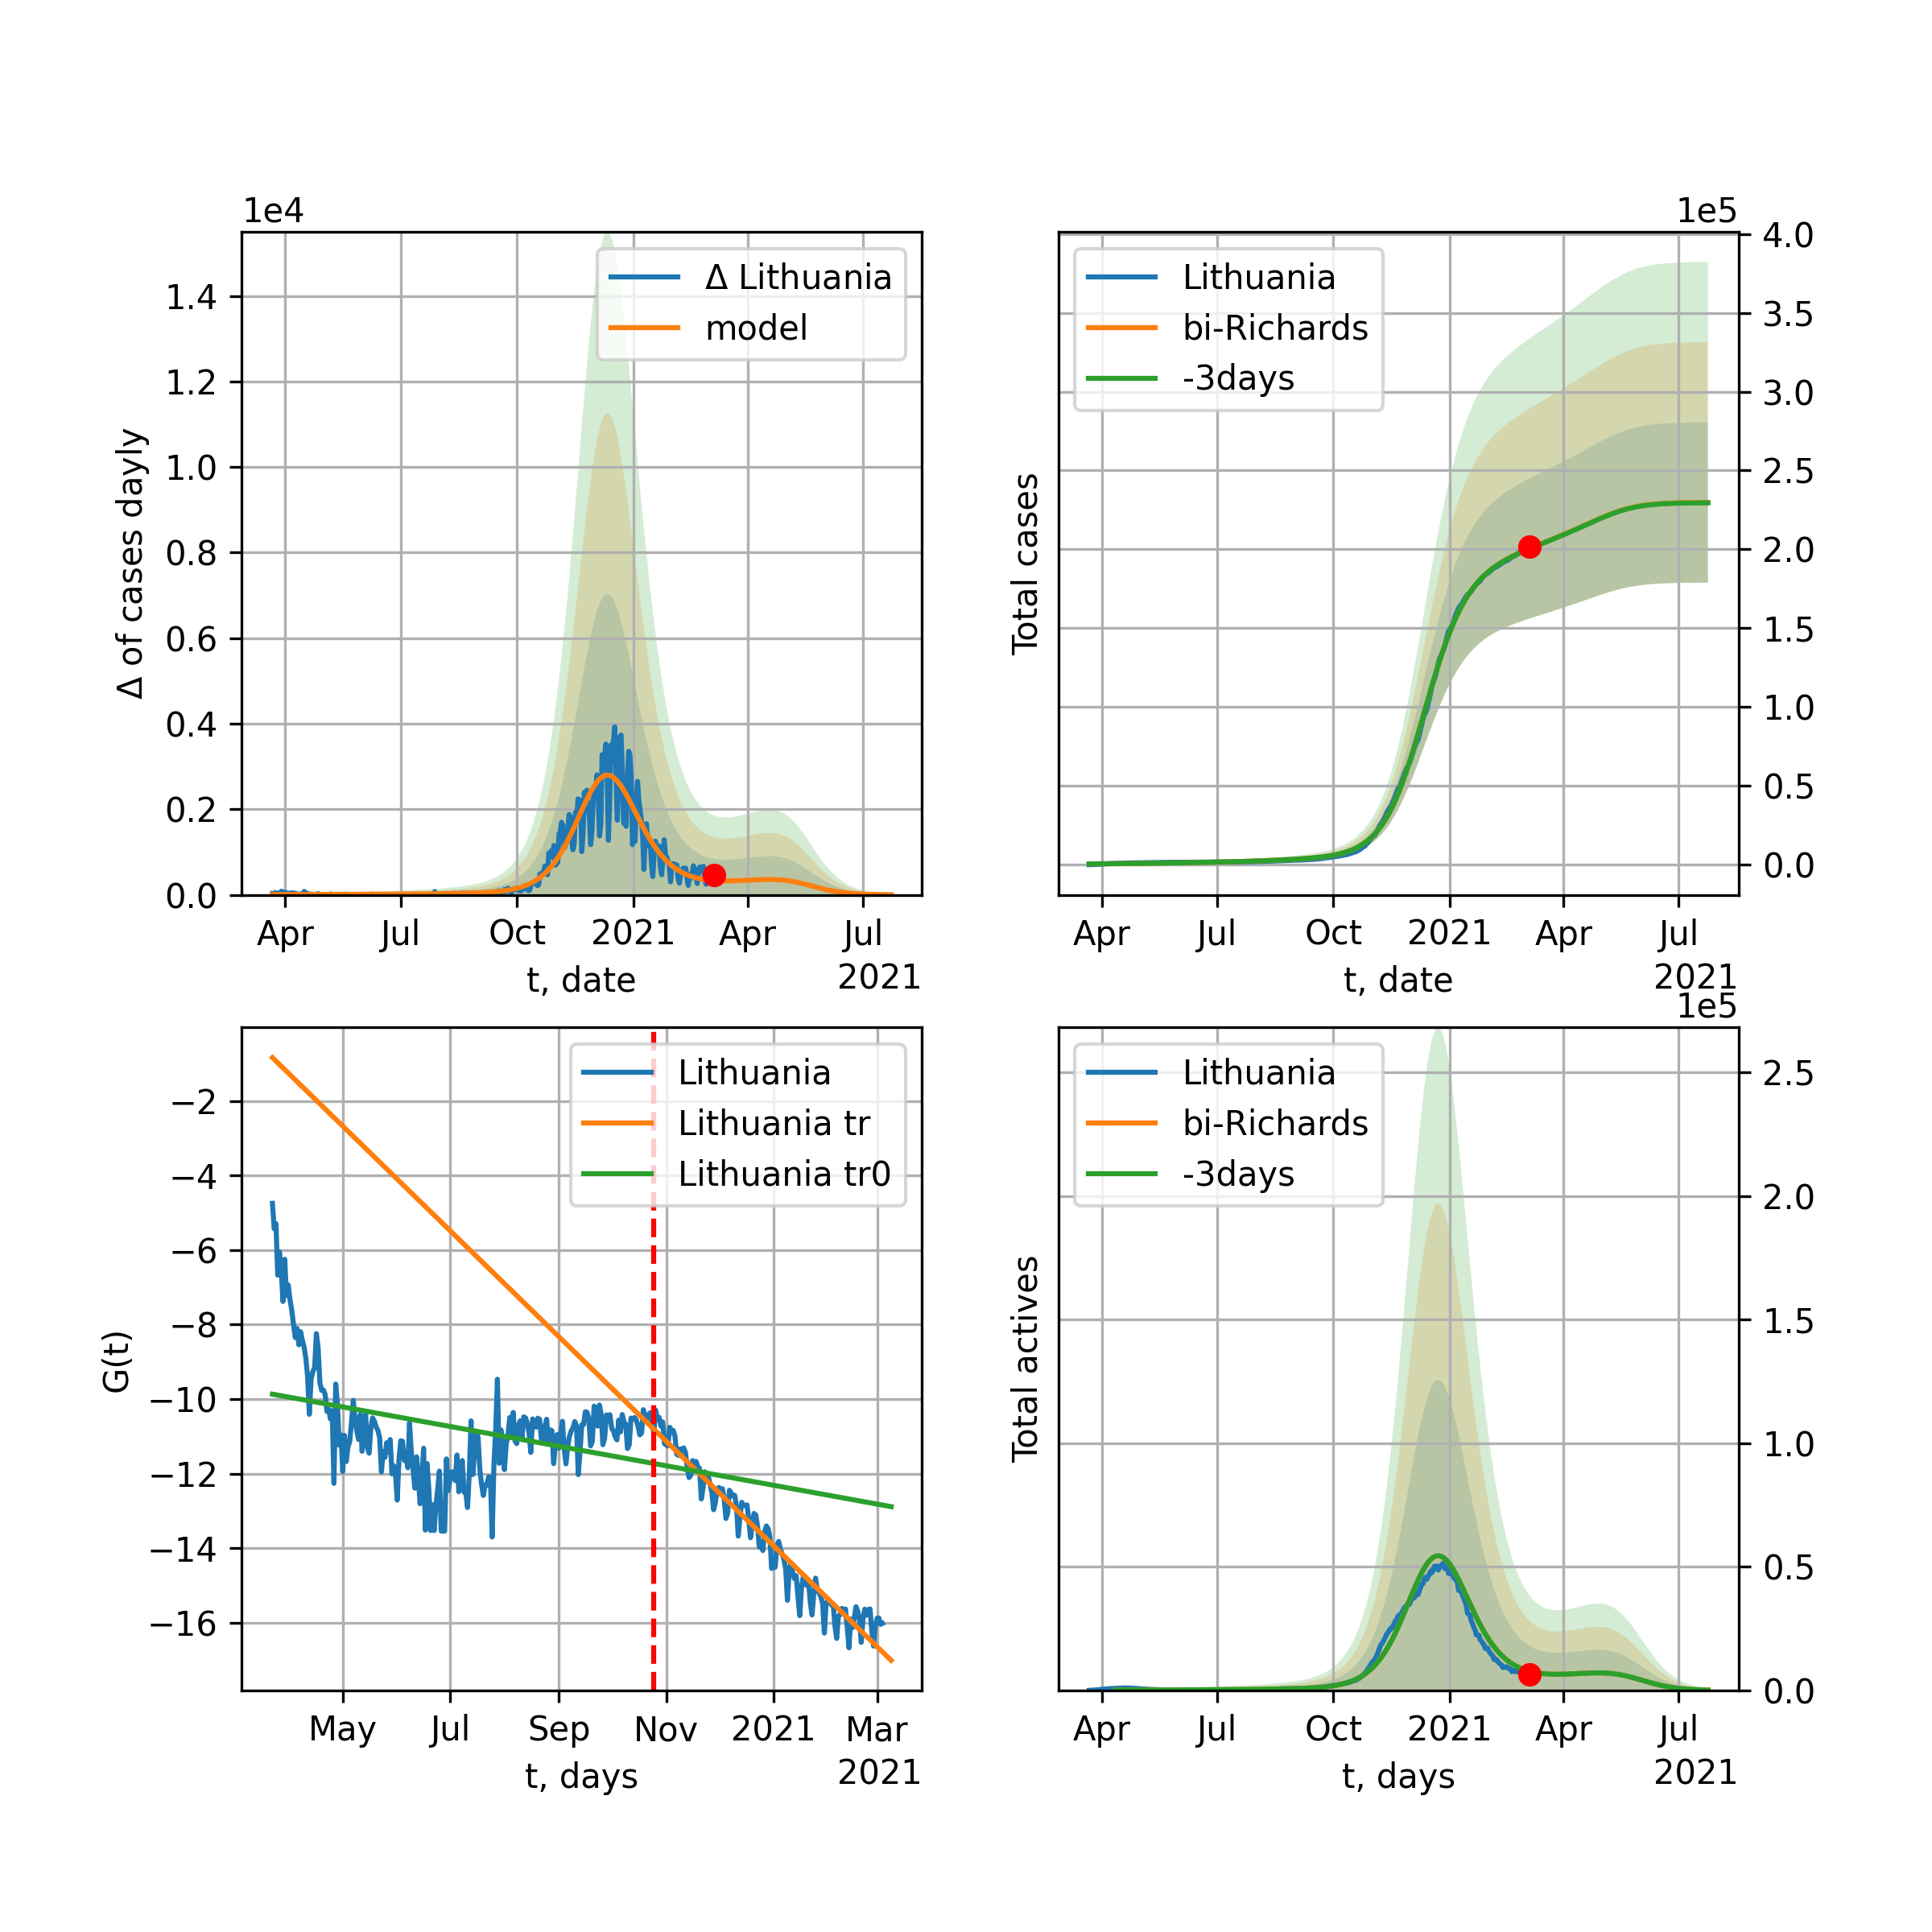 1e4
Δ of cases dayly
1.4
1.2
1.0
0.8
0.6
0.4
0.2
0.0
Δ Lithuania
model
Apr Jul Oct 2021 Apr Jul
2021
t, date
1e5
Total cases
Lithuania
bi-Richards
-3days
4.0
3.5
3.0
2.5
2.0
1.5
1.0
0.5
0.0
Apr Jul Oct 2021 Apr Jul
2021
t, date
G(t)
−2
−4
−6
−8
−10
−12
−14
−16
Lithuania
Lithuania tr
Lithuania tr0
May Jul Sep Nov 2021 Mar
2021
t, days
1e5
Total actives
Lithuania
bi-Richards
-3days
2.5
2.0
1.5
1.0
0.5
0.0
Apr Jul Oct 2021 Apr Jul
2021
t, days